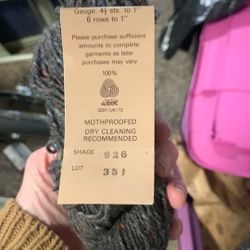 Gauge: 4½ sts. to 1"
6 rows to 1"
Please purchase sufficient
amounts to complete
garments as later
purchases may vary
100%
MOTHPROOFED
DRY CLEANING
RECOMMENDED
SHADE 926
LOT 351